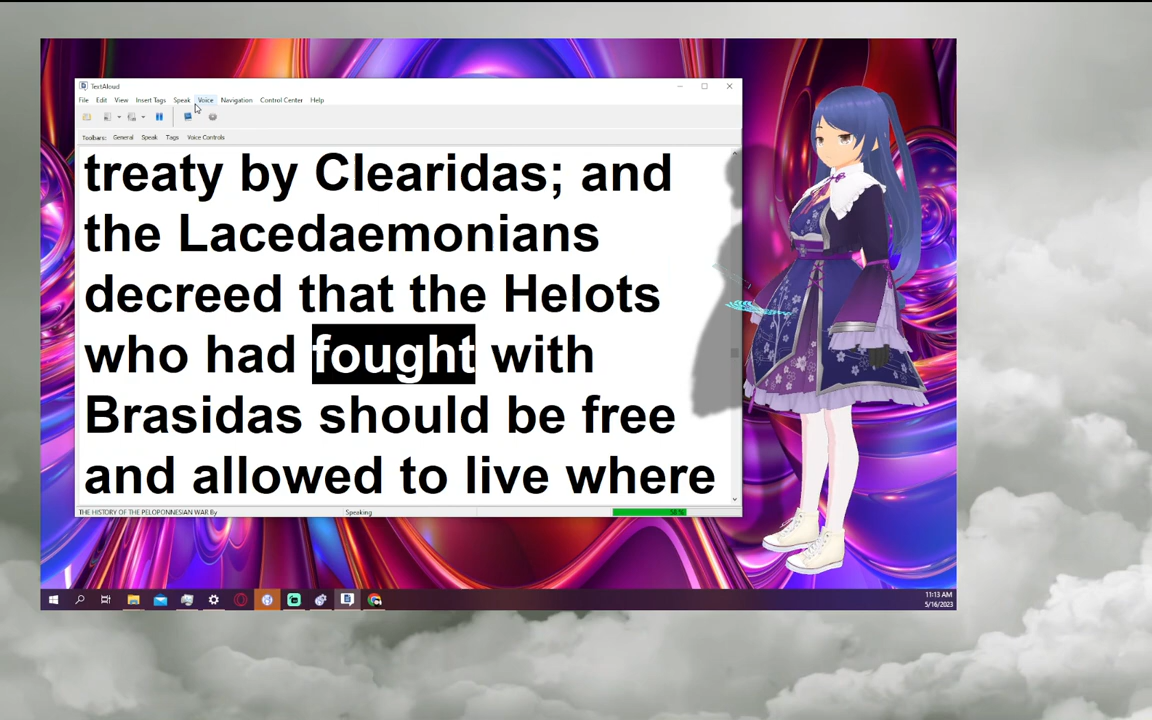 TextAloud
File Edit View Insert Tags Speak Voice Navigation Control Center Help
Toolbars: General Speak Tags Voice Controls
treaty by Clearidas; and
the Lacedaemonians
decreed that the Helots
who had fought with
Brasidas should be free
and allowed to live where
THE HISTORY OF THE PELOPONNESIAN WAR By Speaking
11:13 AM
5/16/2023